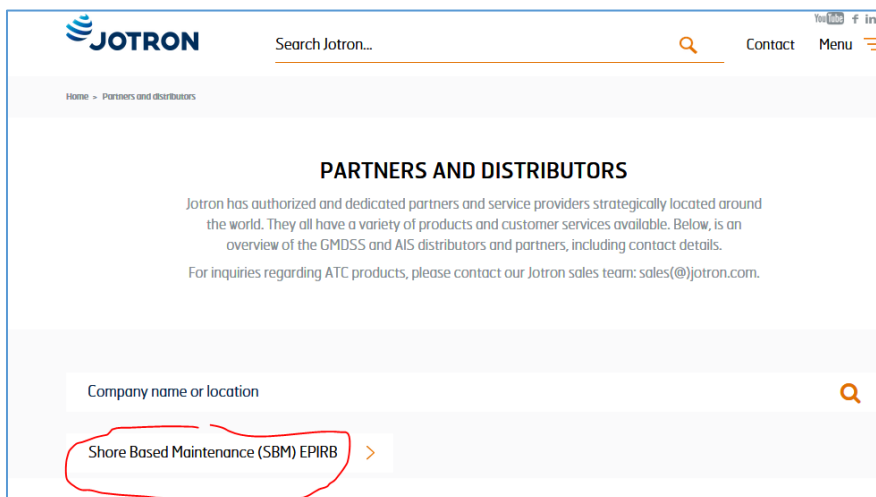 You Tube f in
JOTRON
Search Jotron...
Contact
Menu
Home > Partners and distributors
PARTNERS AND DISTRIBUTORS
Jotron has authorized and dedicated partners and service providers strategically located around
the world. They all have a variety of products and customer services available. Below, is an
overview of the GMDSS and AIS distributors and partners, including contact details.
For inquiries regarding ATC products, please contact our Jotron sales team: sales(@)jotron.com.
Company name or location
Shore Based Maintenance (SBM) EPIRB